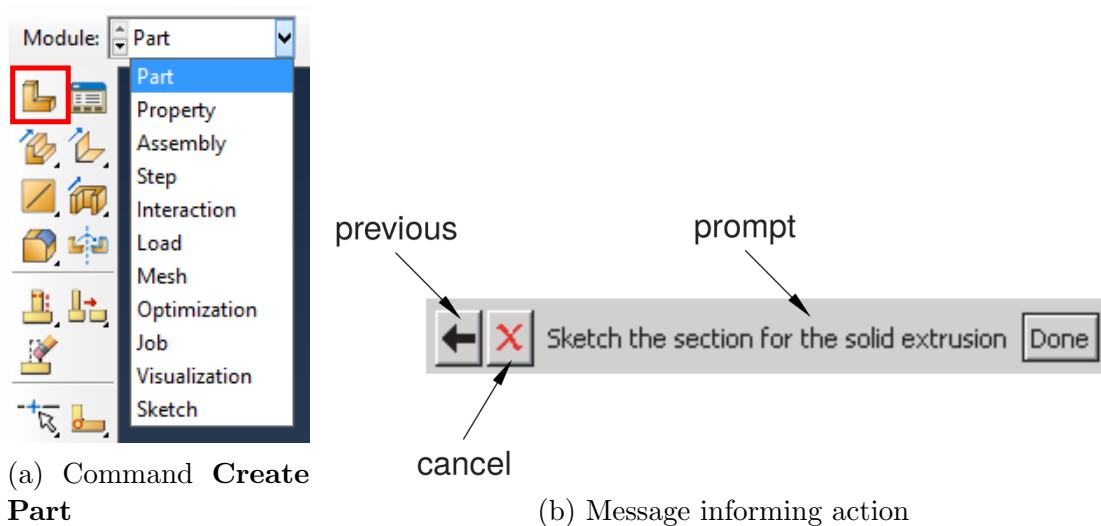 Module: Part
Part
Property
Assembly
Step
Interaction
Load
Mesh
Optimization
Job
Visualization
Sketch
(a) Command Create
Part
previous
prompt
Sketch the section for the solid extrusion Done
cancel
(b) Message informing action